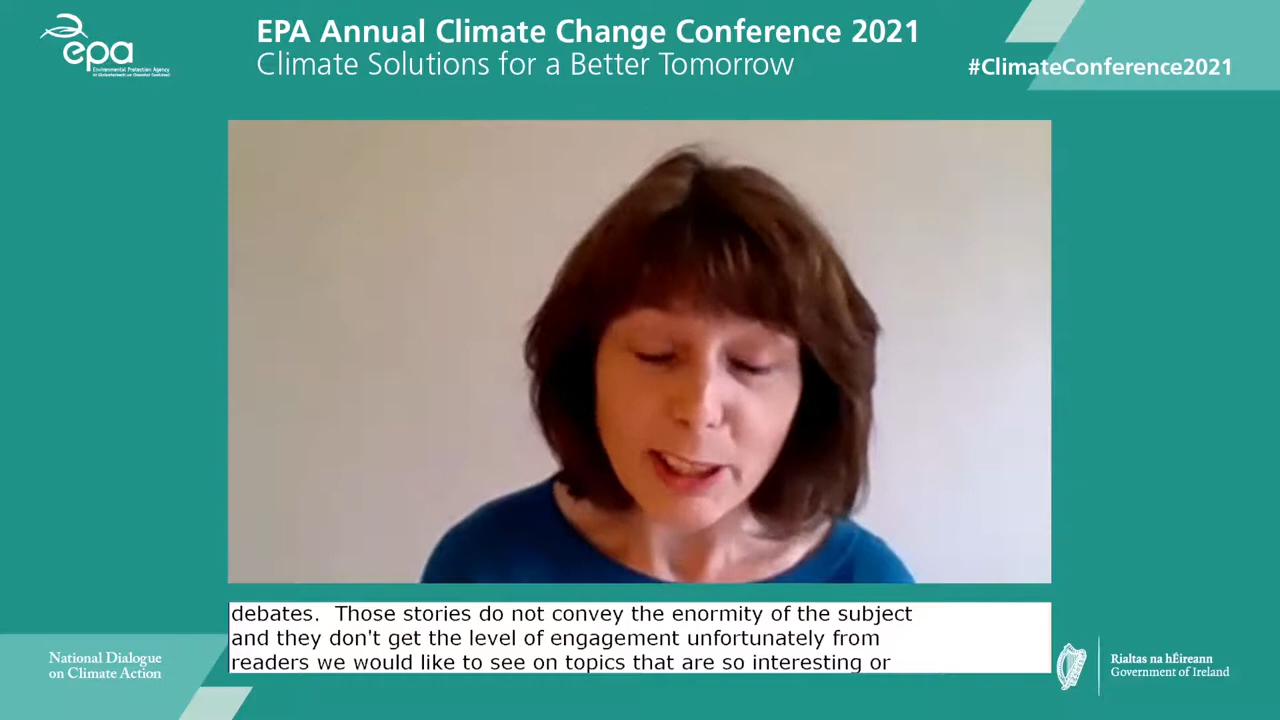 epa
Environmental Protection Agency
EPA Annual Climate Change Conference 2021
Climate Solutions for a Better Tomorrow
#ClimateConference2021
debates.  Those stories do not convey the enormity of the subject
and they don't get the level of engagement unfortunately from
readers we would like to see on topics that are so interesting or
National Dialogue
on Climate Action
Rialtas na hÉireann
Government of Ireland